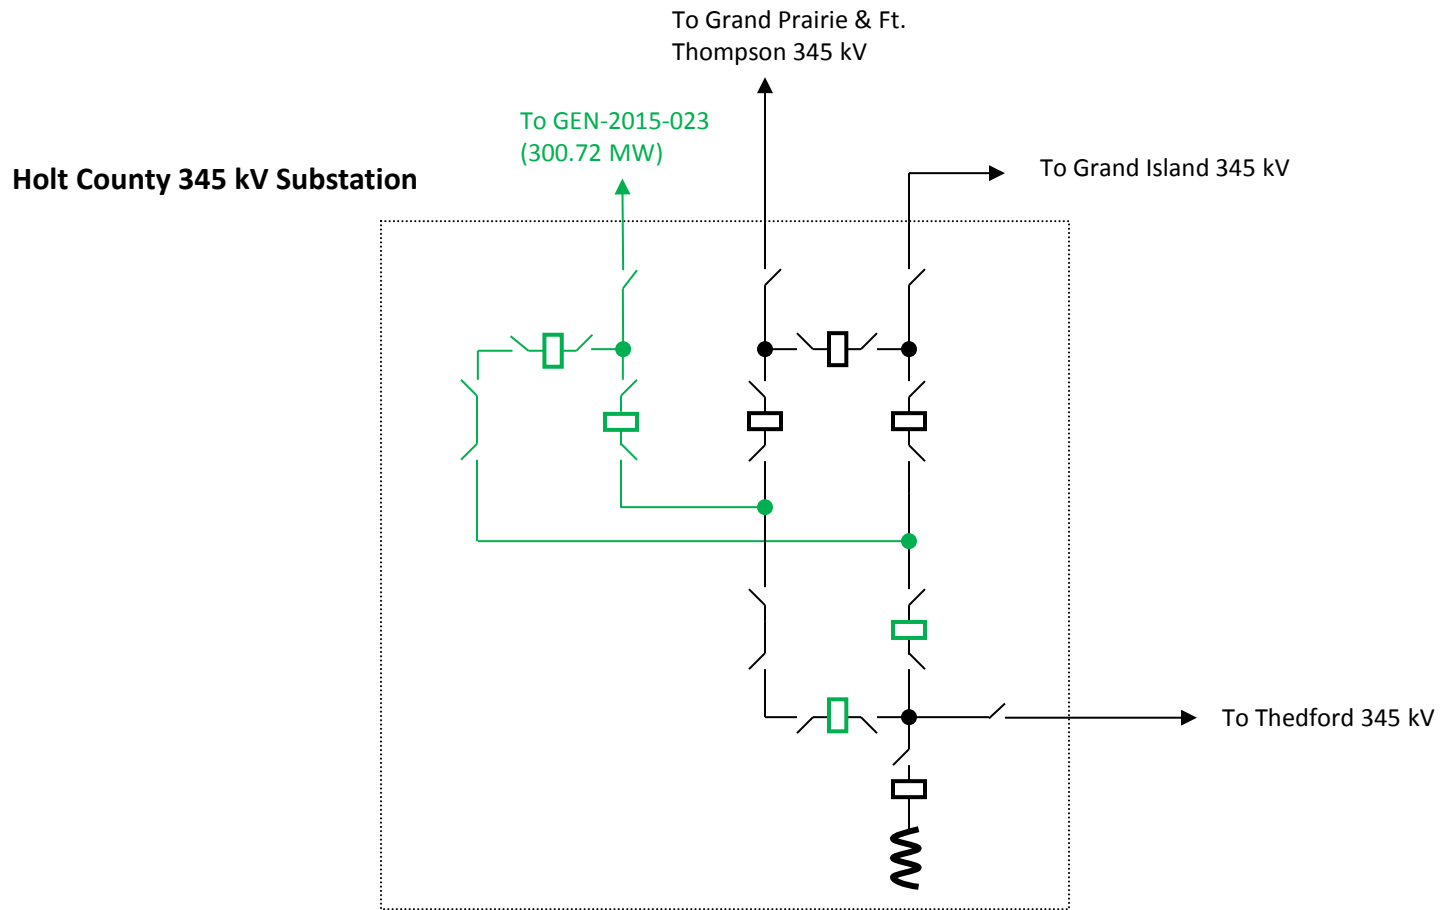 To Grand Prairie & Ft.
Thompson 345 kV
To GEN-2015-023
(300.72 MW)
Holt County 345 kV Substation
To Grand Island 345 kV
To Thedford 345 kV